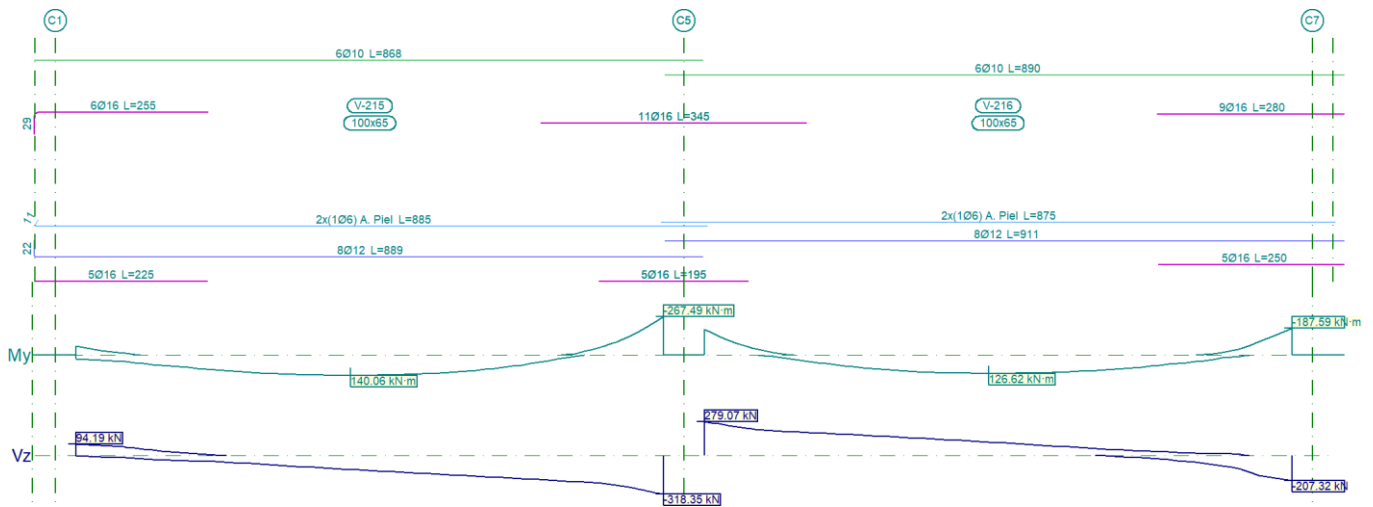 C1 C5 C7
6Ø10 L=868
6Ø10 L=890
6Ø16 L=255
V-215
100x65
11Ø16 L=345
V-216
100x65
9Ø16 L=280
29
11
2x(1Ø6) A. Piel L=885
2x(1Ø6) A. Piel L=875
22
8Ø12 L=889
8Ø12 L=911
5Ø16 L=225
5Ø16 L=195
5Ø16 L=250
-267.49 kN·m
-187.59 kN·m
My
140.06 kN·m
126.62 kN·m
94.19 kN
279.07 kN
Vz
-318.35 kN
-207.32 kN